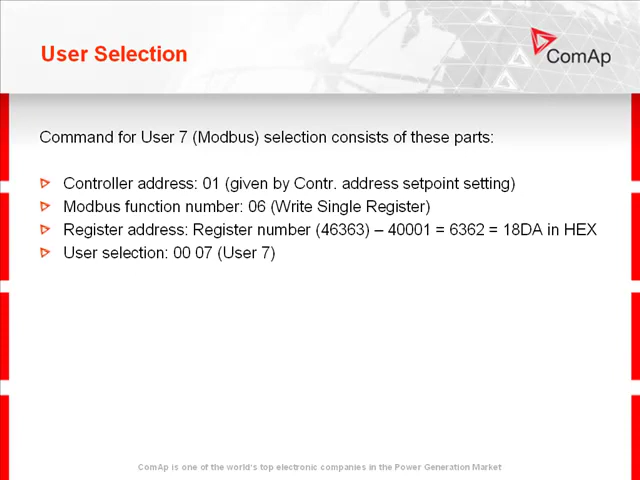 User Selection
ComAp
Command for User 7 (Modbus) selection consists of these parts:
Controller address: 01 (given by Contr. address setpoint setting)
Modbus function number: 06 (Write Single Register)
Register address: Register number (46363) – 40001 = 6362 = 18DA in HEX
User selection: 00 07 (User 7)
ComAp is one of the world's top electronic companies in the Power Generation Market